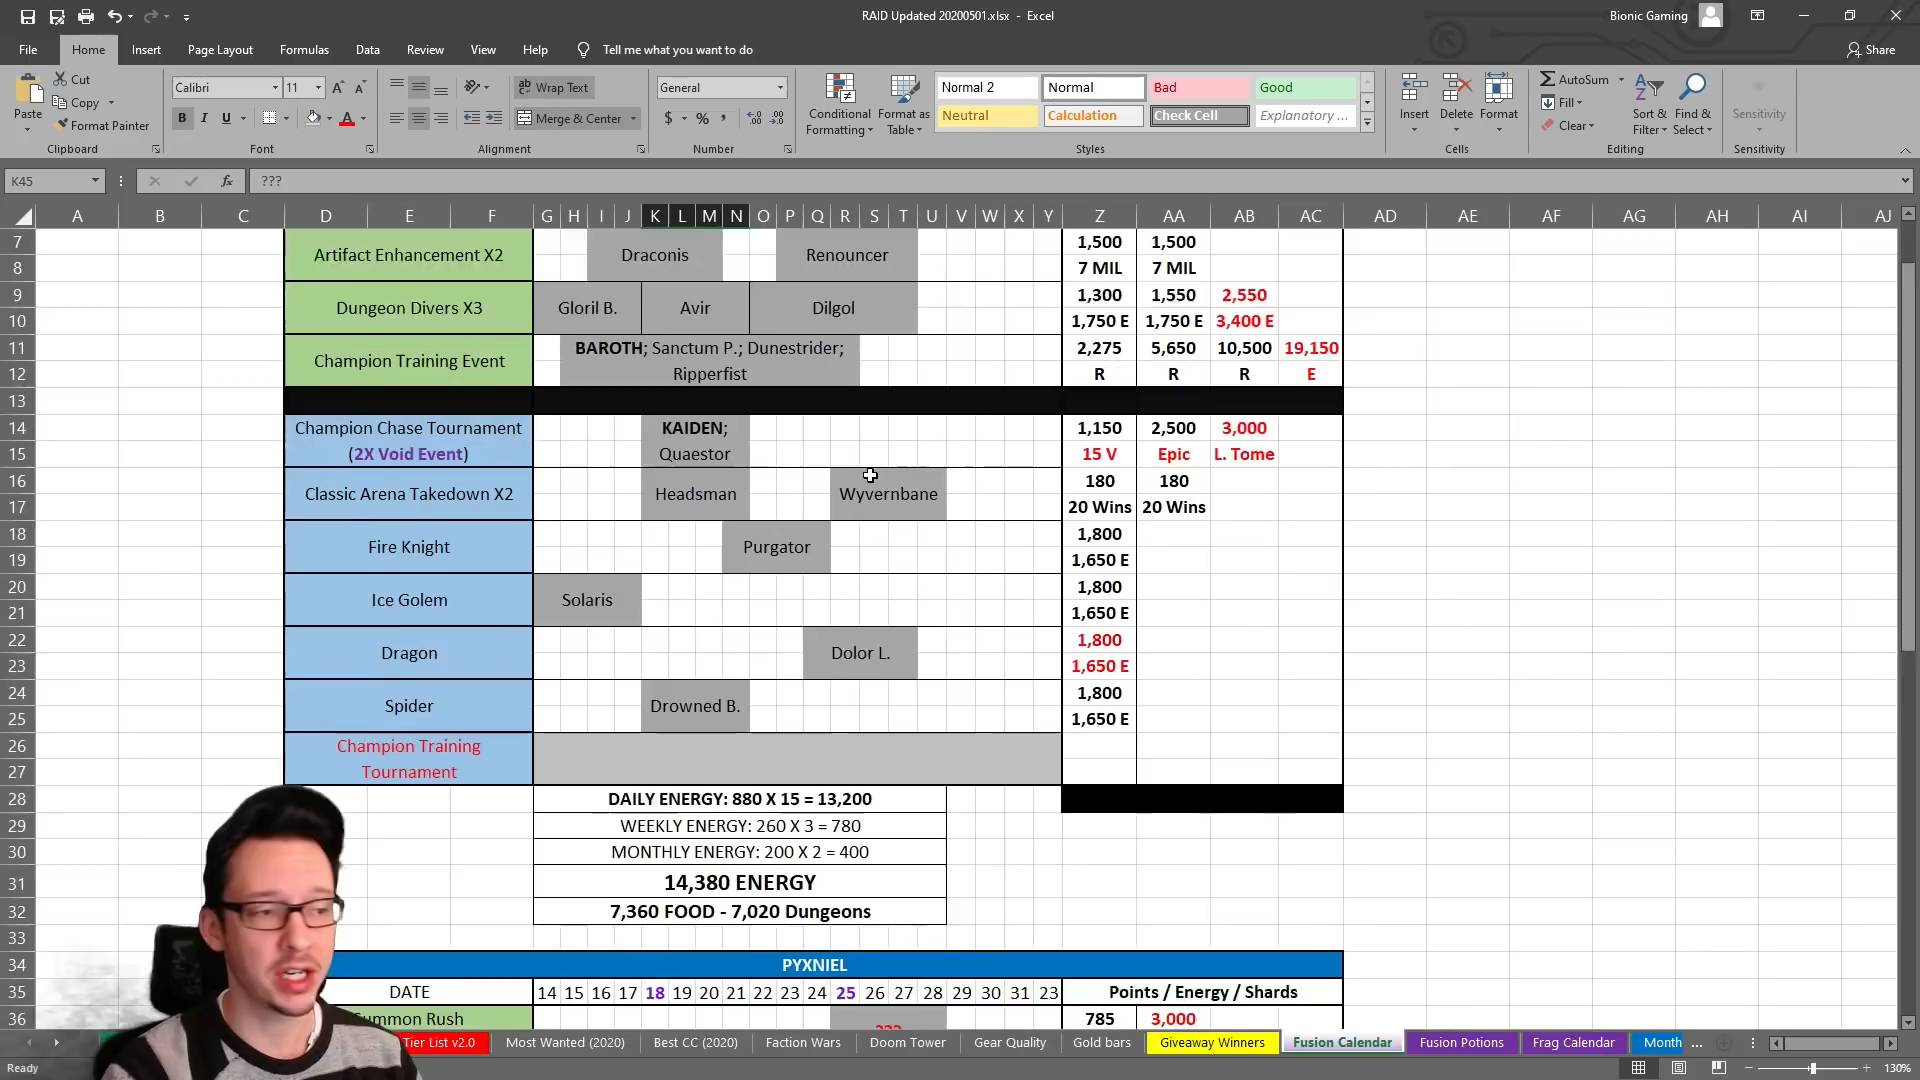 RAID Updated 20200501.xlsx - Excel
Bionic Gaming
File Home Insert Page Layout Formulas Data Review View Help Tell me what you want to do Share
Paste Cut Copy Format Painter Clipboard
Calibri 11 A A B I U A Font
Wrap Text Merge & Center Alignment
General $ % , Number
Conditional Formatting Format as Table
Normal 2 Normal Bad Good
Neutral Calculation Check Cell Explanatory ...
Styles
Insert Delete Format Cells
AutoSum Fill Clear Sort & Filter Find & Select Editing
Sensitivity Sensitivity
K45 fx ???
A B C D E F G H I J K L M N O P Q R S T U V W X Y Z AA AB AC AD AE AF AG AH AI AJ
7 Artifact Enhancement X2 Draconis Renouncer 1,500 1,500
8 7 MIL 7 MIL
9 Dungeon Divers X3 Gloril B. Avir Dilgol 1,300 1,550 2,550
10 1,750 E 1,750 E 3,400 E
11 Champion Training Event BAROTH; Sanctum P.; Dunestrider; 2,275 5,650 10,500 19,150
12 Ripperfist R R R E
13
14 Champion Chase Tournament KAIDEN; 1,150 2,500 3,000
15 (2X Void Event) Quaestor 15 V Epic L. Tome
16 Classic Arena Takedown X2 Headsman Wyvernbane 180 180
17 20 Wins 20 Wins
18 Fire Knight Purgator 1,800
19 1,650 E
20 Ice Golem Solaris 1,800
21 1,650 E
22 Dragon Dolor L. 1,800
23 1,650 E
24 Spider Drowned B. 1,800
25 1,650 E
26 Champion Training
27 Tournament
28 DAILY ENERGY: 880 X 15 = 13,200
29 WEEKLY ENERGY: 260 X 3 = 780
30 MONTHLY ENERGY: 200 X 2 = 400
31 14,380 ENERGY
32 7,360 FOOD - 7,020 Dungeons
33
34 PYXNIEL
35 DATE 14 15 16 17 18 19 20 21 22 23 24 25 26 27 28 29 30 31 23 Points / Energy / Shards
36 Summon Rush 785 3,000
Tier List v2.0 Most Wanted (2020) Best CC (2020) Faction Wars Doom Tower Gear Quality Gold bars Giveaway Winners Fusion Calendar Fusion Potions Frag Calendar Month ...
Ready 130%